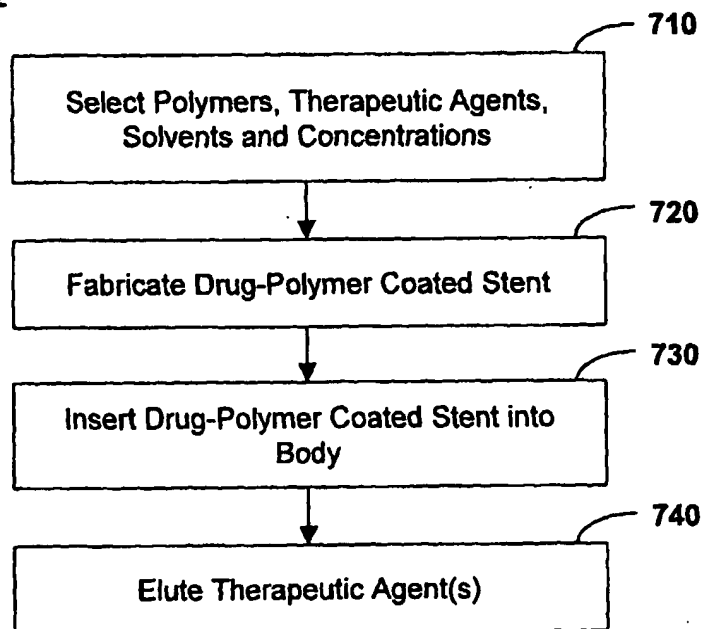 710
Select Polymers, Therapeutic Agents,
Solvents and Concentrations
720
Fabricate Drug-Polymer Coated Stent
730
Insert Drug-Polymer Coated Stent into
Body
740
Elute Therapeutic Agent(s)